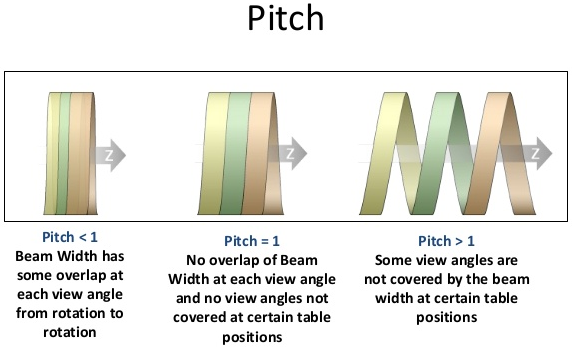 Pitch
Z
Z
Z
Pitch < 1
Beam Width has
some overlap at
each view angle
from rotation to
rotation
Pitch = 1
No overlap of Beam
Width at each view angle
and no view angles not
covered at certain table
positions
Pitch > 1
Some view angles are
not covered by the beam
width at certain table
positions